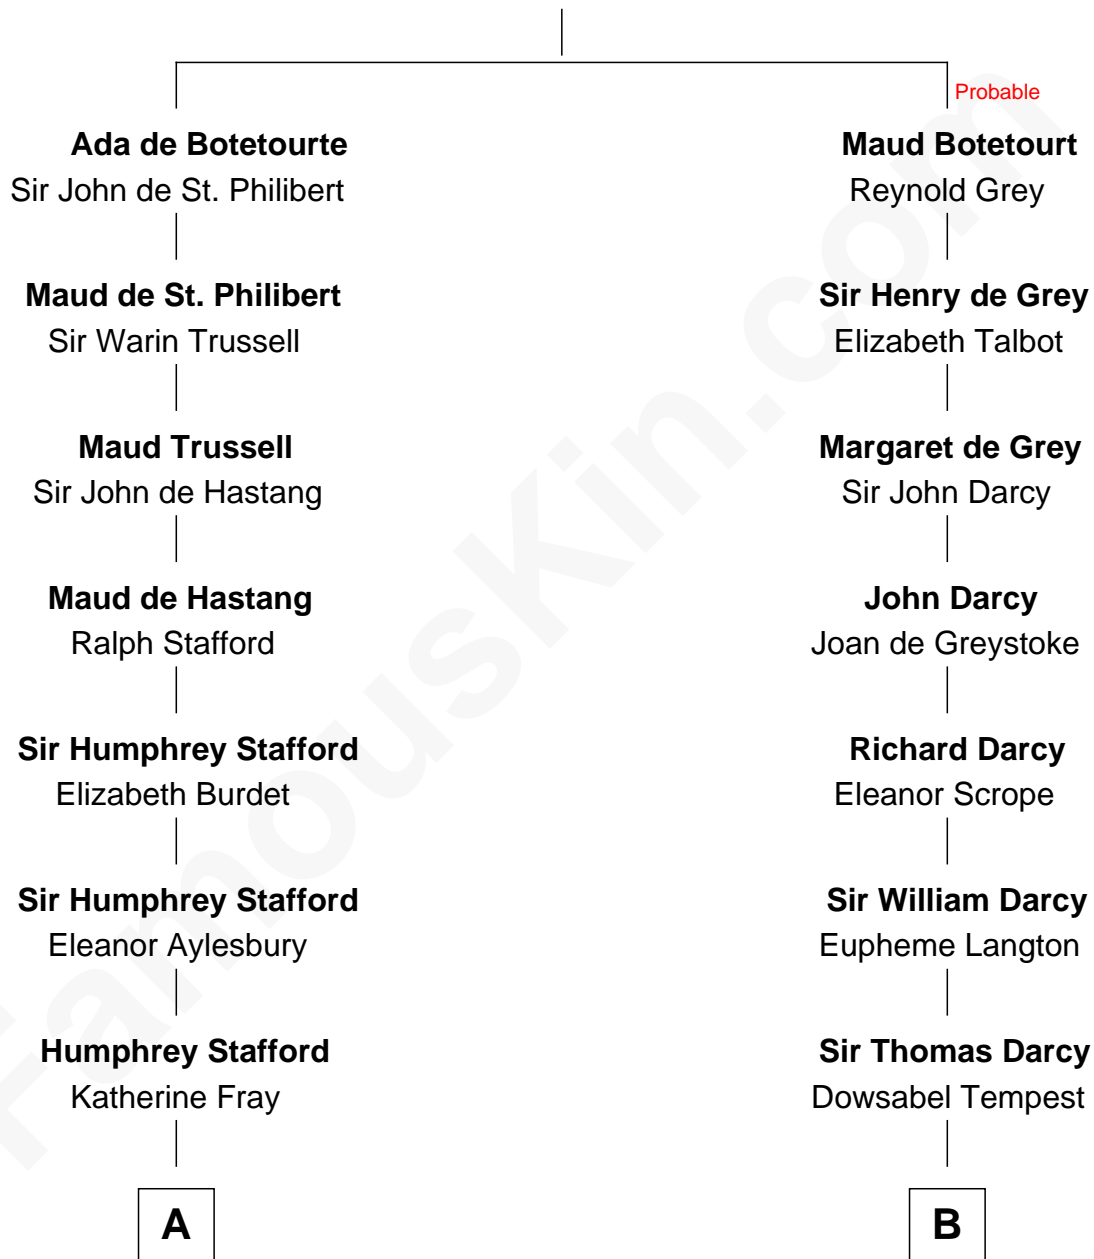 Probable
Ada de Botetourte
Sir John de St. Philibert
Maud Botetourt
Reynold Grey
Maud de St. Philibert
Sir Warin Trussell
Sir Henry de Grey
Elizabeth Talbot
Maud Trussell
Sir John de Hastang
Margaret de Grey
Sir John Darcy
Maud de Hastang
Ralph Stafford
John Darcy
Joan de Greystoke
Sir Humphrey Stafford
Elizabeth Burdet
Richard Darcy
Eleanor Scrope
Sir Humphrey Stafford
Eleanor Aylesbury
Sir William Darcy
Eupheme Langton
Humphrey Stafford
Katherine Fray
Sir Thomas Darcy
Dowsabel Tempest
A
B
FamousKin.com